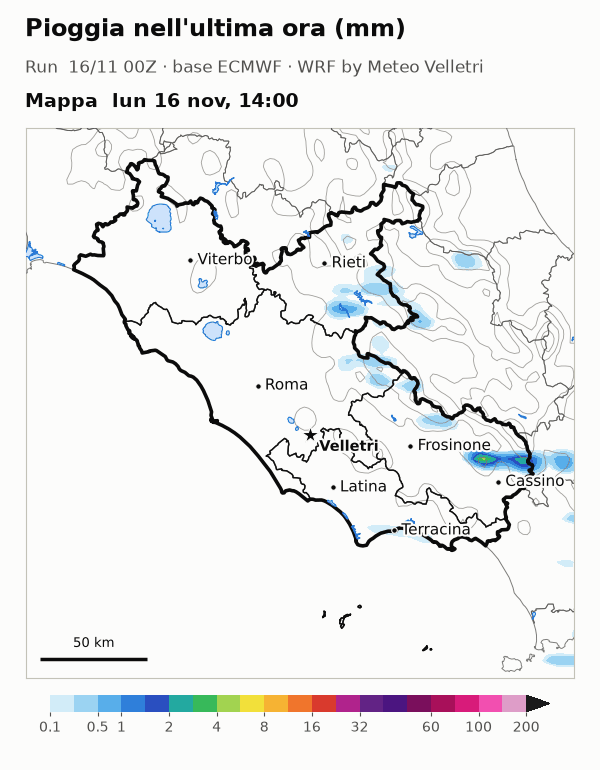 Pioggia nell'ultima ora (mm)
Run  16/11 00Z · base ECMWF · WRF by Meteo Velletri
Mappa  lun 16 nov, 14:00
Viterbo
Rieti
Roma
Velletri
Frosinone
Cassino
Latina
Terracina
50 km
0.1 0.5 1 2 4 8 16 32 60 100 200